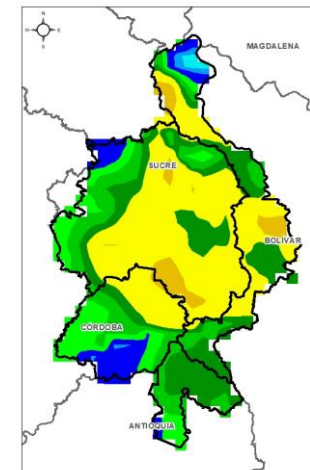 N
W E
S
MAGDALENA
SUCRE
BOLIVAR
CORDOBA
ANTIOQUIA